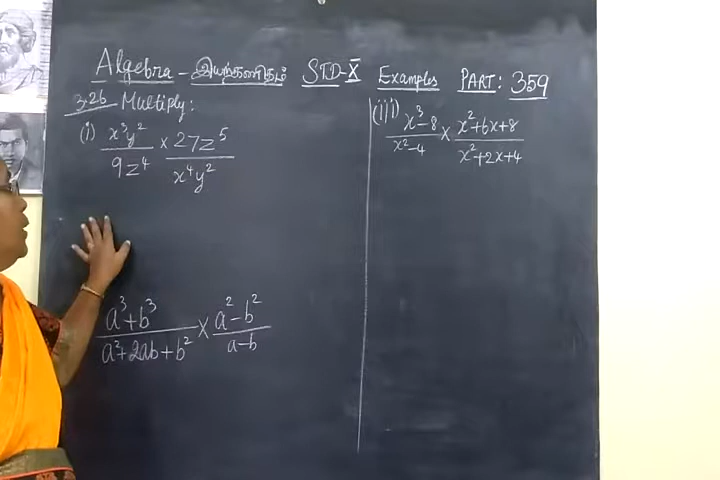 Algebra - இயற்கணிதம் STD-X Examples PART: 359
3.26 Multiply:
(i) x³y²/9z⁴ × 27z⁵/x⁴y²
a³+b³/a²+2ab+b² × a²-b²/a-b
(iii) x³-8/x²-4 × x²+6x+8/x²+2x+4